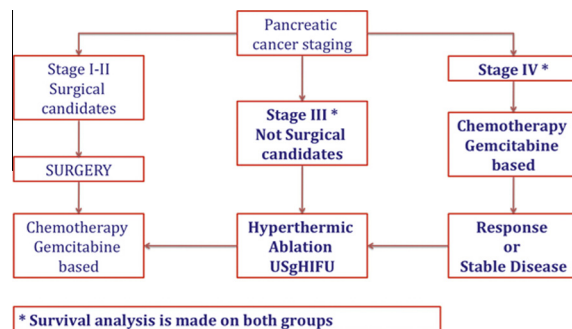 Pancreatic
cancer staging
Stage I-II
Surgical
candidates
Stage III *
Not Surgical
candidates
Stage IV *
Chemotherapy
Gemcitabine
based
SURGERY
Chemotherapy
Gemcitabine
based
Hyperthermic
Ablation
USgHIFU
Response
or
Stable Disease
* Survival analysis is made on both groups